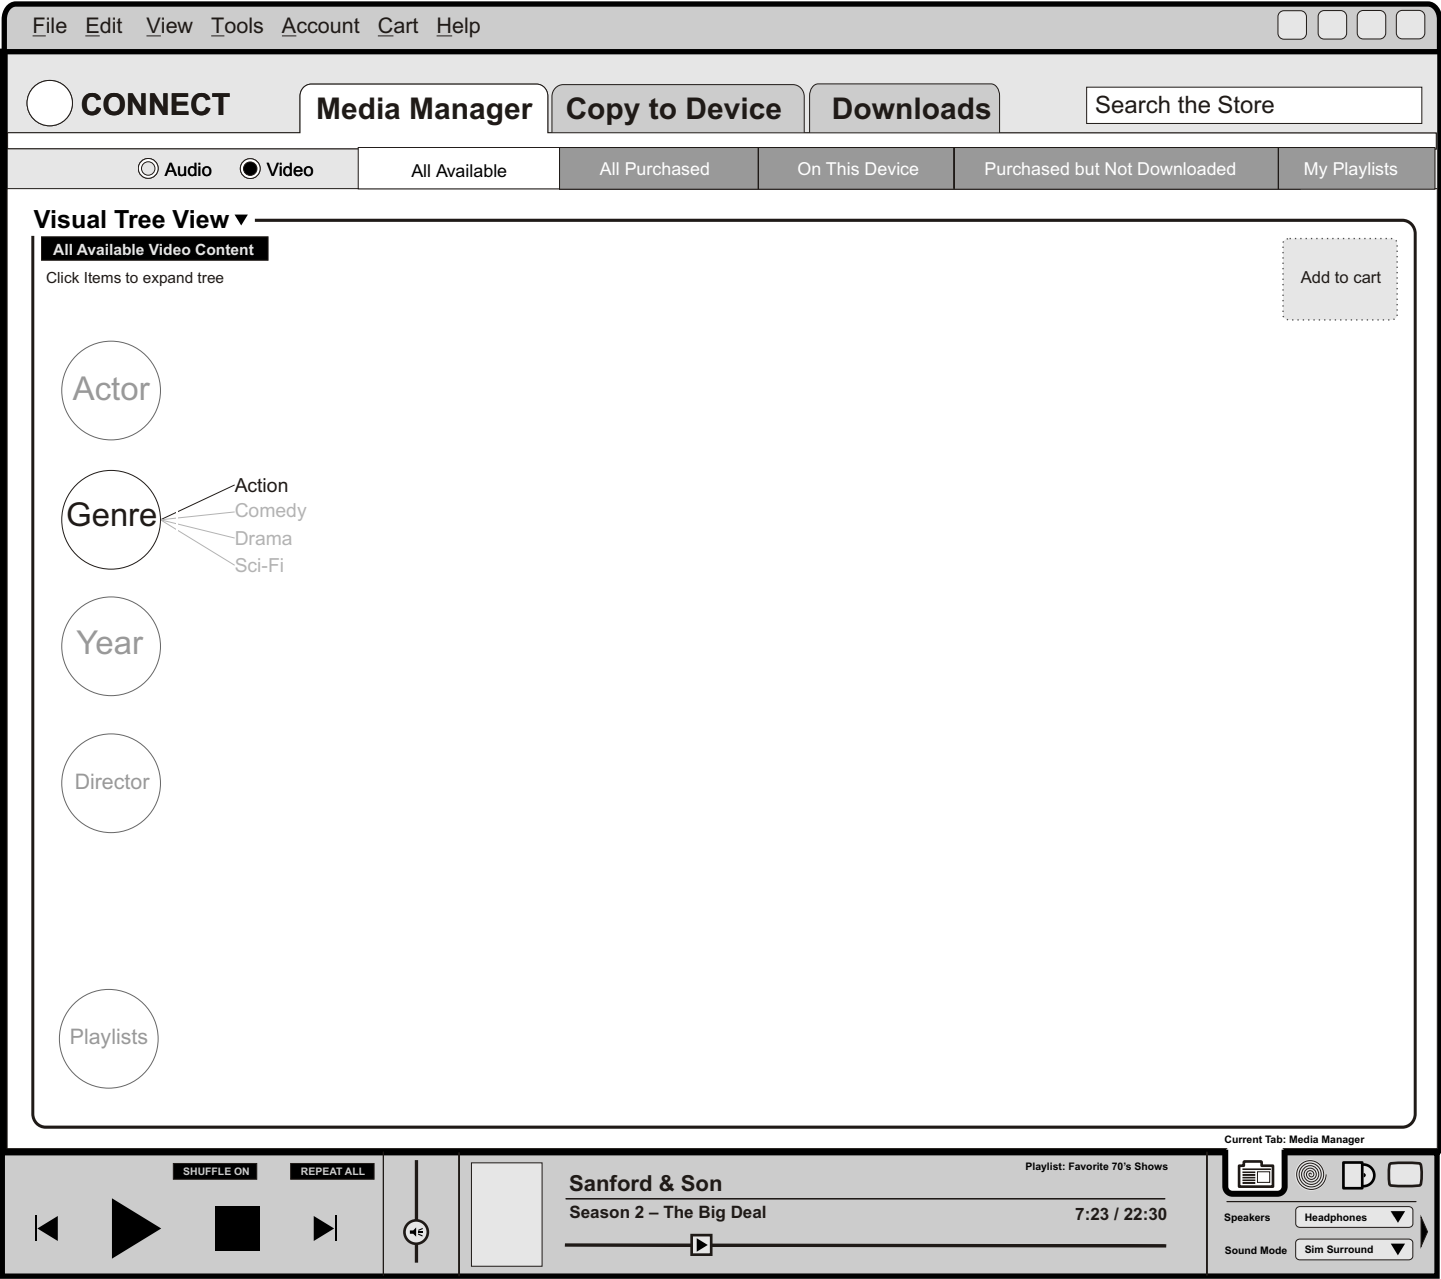 File Edit View Tools Account Cart Help
CONNECT
Media Manager
Copy to Device
Downloads
Search the Store
Audio
Video
All Available
All Purchased
On This Device
Purchased but Not Downloaded
My Playlists
Visual Tree View
All Available Video Content
Click Items to expand tree
Add to cart
Actor
Genre
Action
Comedy
Drama
Sci-Fi
Year
Director
Playlists
Current Tab: Media Manager
SHUFFLE ON
REPEAT ALL
Playlist: Favorite 70's Shows
Sanford & Son
Season 2 – The Big Deal
7:23 / 22:30
Speakers
Headphones
Sound Mode
Sim Surround